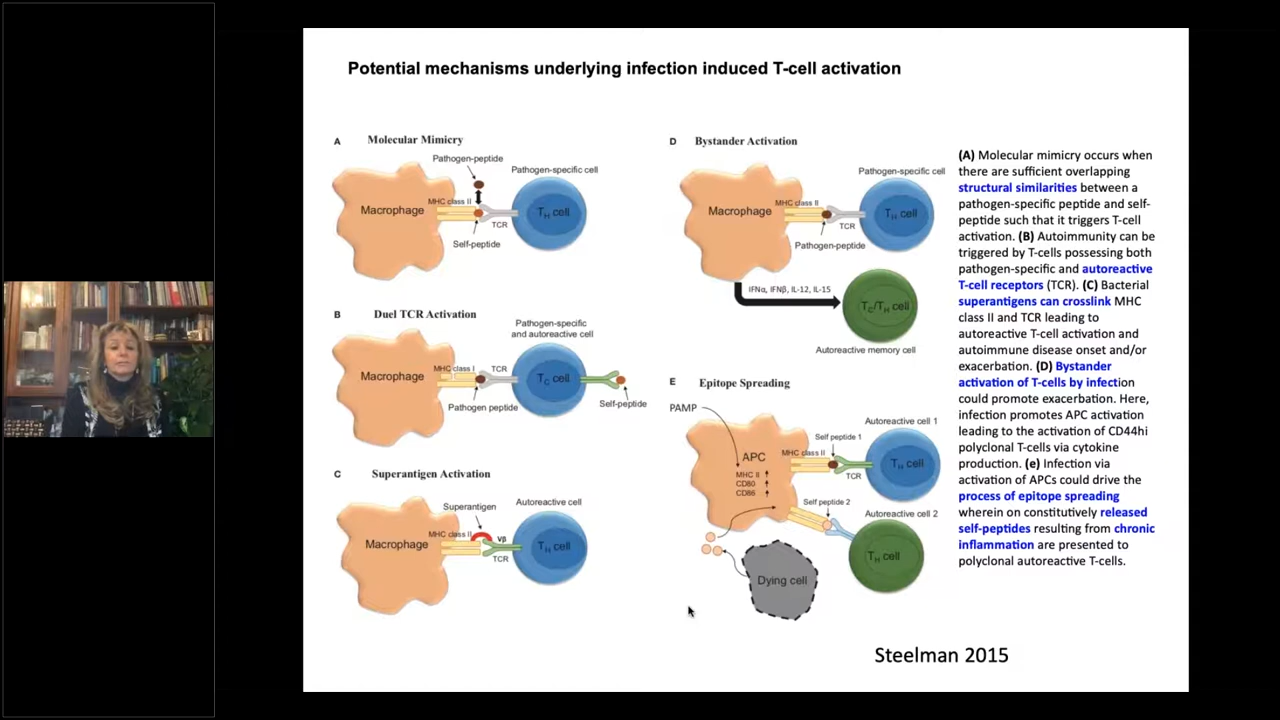 Potential mechanisms underlying infection induced T-cell activation
A Molecular Mimicry
Pathogen-peptide
Pathogen-specific cell
MHC class II
Macrophage
TH cell
TCR
Self-peptide
B Duel TCR Activation
Pathogen-specific
and autoreactive cell
MHC class I
TCR
Macrophage
TC cell
Pathogen peptide
Self-peptide
C Superantigen Activation
Superantigen
Autoreactive cell
MHC class II
Vβ
Macrophage
TH cell
TCR
D Bystander Activation
Pathogen-specific cell
MHC class II
Macrophage
TH cell
TCR
Pathogen-peptide
IFNα, IFNβ, IL-12, IL-15
TC/TH cell
Autoreactive memory cell
E Epitope Spreading
PAMP
Autoreactive cell 1
Self peptide 1
MHC class II
APC
TH cell
MHC II
CD80
CD86
TCR
Self peptide 2
Autoreactive cell 2
TH cell
Dying cell
(A) Molecular mimicry occurs when
there are sufficient overlapping
structural similarities between a
pathogen-specific peptide and self-
peptide such that it triggers T-cell
activation. (B) Autoimmunity can be
triggered by T-cells possessing both
pathogen-specific and autoreactive
T-cell receptors (TCR). (C) Bacterial
superantigens can crosslink MHC
class II and TCR leading to
autoreactive T-cell activation and
autoimmune disease onset and/or
exacerbation. (D) Bystander
activation of T-cells by infection
could promote exacerbation. Here,
infection promotes APC activation
leading to the activation of CD44hi
polyclonal T-cells via cytokine
production. (e) Infection via
activation of APCs could drive the
process of epitope spreading
wherein on constitutively released
self-peptides resulting from chronic
inflammation are presented to
polyclonal autoreactive T-cells.
Steelman 2015